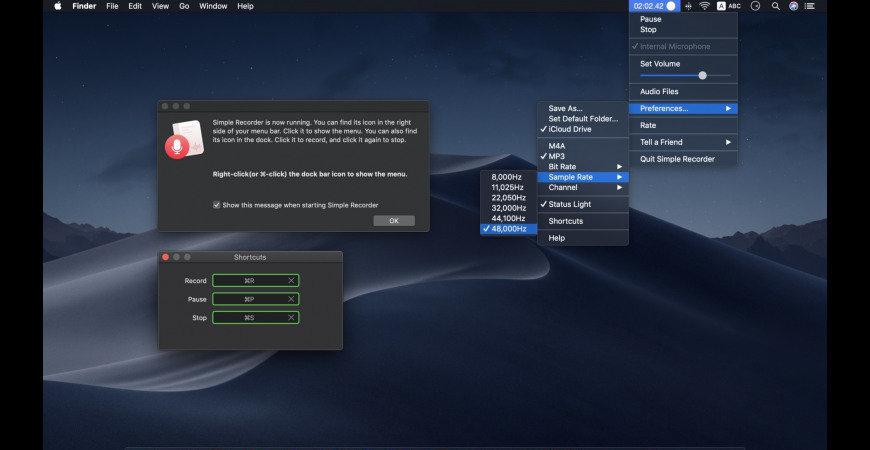 Finder File Edit View Go Window Help 02:02.42 A ABC
Pause
Stop
✓ Internal Microphone
Set Volume
Audio Files
Preferences... ▶
Rate
Tell a Friend ▶
Quit Simple Recorder
Save As...
Set Default Folder...
✓ iCloud Drive
M4A
✓ MP3
Bit Rate ▶
Sample Rate ▶
Channel ▶
✓ Status Light
Shortcuts
Help
8,000Hz
11,025Hz
22,050Hz
32,000Hz
44,100Hz
✓ 48,000Hz
Simple Recorder is now running. You can find its icon in the right
side of your menu bar. Click it to show the menu. You can also find
its icon in the dock. Click it to record, and click it again to stop.
Right-click(or ⌘-click) the dock bar icon to show the menu.
Show this message when starting Simple Recorder
OK
Shortcuts
Record ⌘R
Pause ⌘P
Stop ⌘S